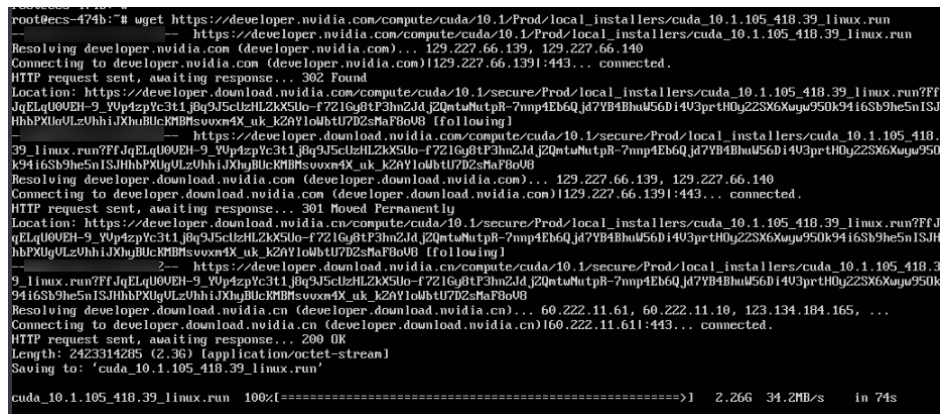 root@ecs-474b:~#
root@ecs-474b:~# wget https://developer.nvidia.com/compute/cuda/10.1/Prod/local_installers/cuda_10.1.105_418.39_linux.run
-- -- https://developer.nvidia.com/compute/cuda/10.1/Prod/local_installers/cuda_10.1.105_418.39_linux.run
Resolving developer.nvidia.com (developer.nvidia.com)... 129.227.66.139, 129.227.66.140
Connecting to developer.nvidia.com (developer.nvidia.com)|129.227.66.139|:443... connected.
HTTP request sent, awaiting response... 302 Found
Location: https://developer.download.nvidia.com/compute/cuda/10.1/secure/Prod/local_installers/cuda_10.1.105_418.39_linux.run?Ff
[following]
-- https://developer.download.nvidia.com/compute/cuda/10.1/secure/Prod/local_installers/cuda_10.1.105_418.
Resolving developer.download.nvidia.com (developer.download.nvidia.com)... 129.227.66.139, 129.227.66.140
Connecting to developer.download.nvidia.com (developer.download.nvidia.com)|129.227.66.139|:443... connected.
HTTP request sent, awaiting response... 301 Moved Permanently
Location: https://developer.download.nvidia.cn/compute/cuda/10.1/secure/Prod/local_installers/cuda_10.1.105_418.39_linux.run?FfJ
[following]
-- 2-- https://developer.download.nvidia.cn/compute/cuda/10.1/secure/Prod/local_installers/cuda_10.1.105_418.3
Resolving developer.download.nvidia.cn (developer.download.nvidia.cn)... 60.222.11.61, 60.222.11.10, 123.134.184.165, ...
Connecting to developer.download.nvidia.cn (developer.download.nvidia.cn)|60.222.11.61|:443... connected.
HTTP request sent, awaiting response... 200 OK
Length: 2423314285 (2.3G) [application/octet-stream]
Saving to: ‘cuda_10.1.105_418.39_linux.run’
cuda_10.1.105_418.39_linux.run 100%[===================================================>] 2.26G 34.2MB/s in 74s